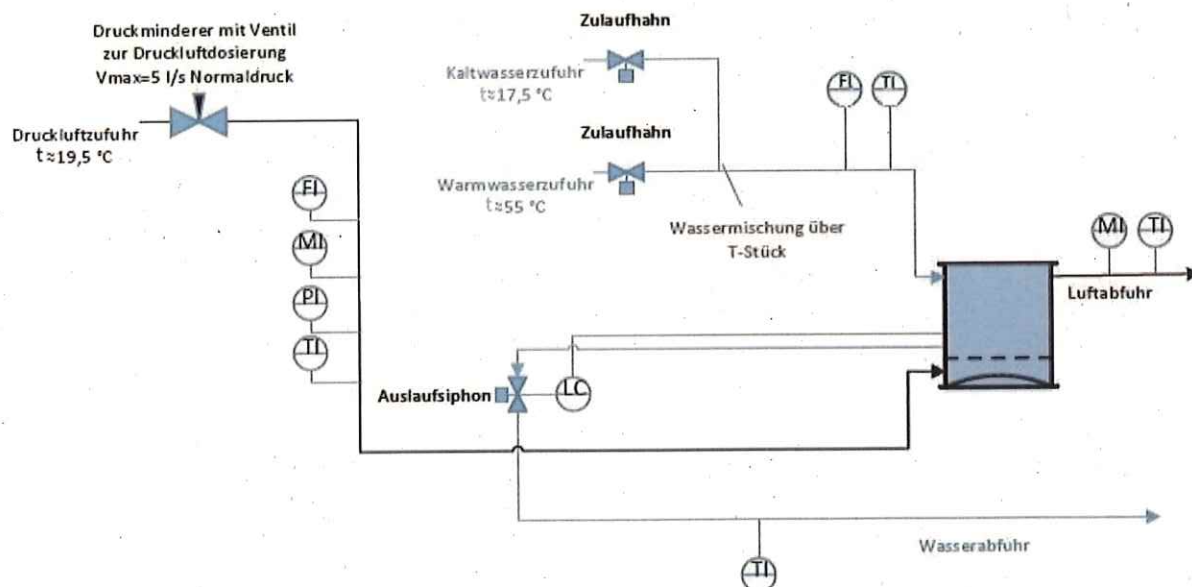 Druckminderer mit Ventil
zur Druckluftdosierung
Vmax=5 l/s Normaldruck
Druckluftzufuhr
t≈19,5 °C
Zulaufhahn
Kaltwasserzufuhr
t≈17,5 °C
Zulaufhahn
Warmwasserzufuhr
t≈55 °C
FI
TI
Wassermischung über
T-Stück
FI
MI
PI
TI
MI
TI
Luftabfuhr
Auslaufsiphon
LC
Wasserabfuhr
TI